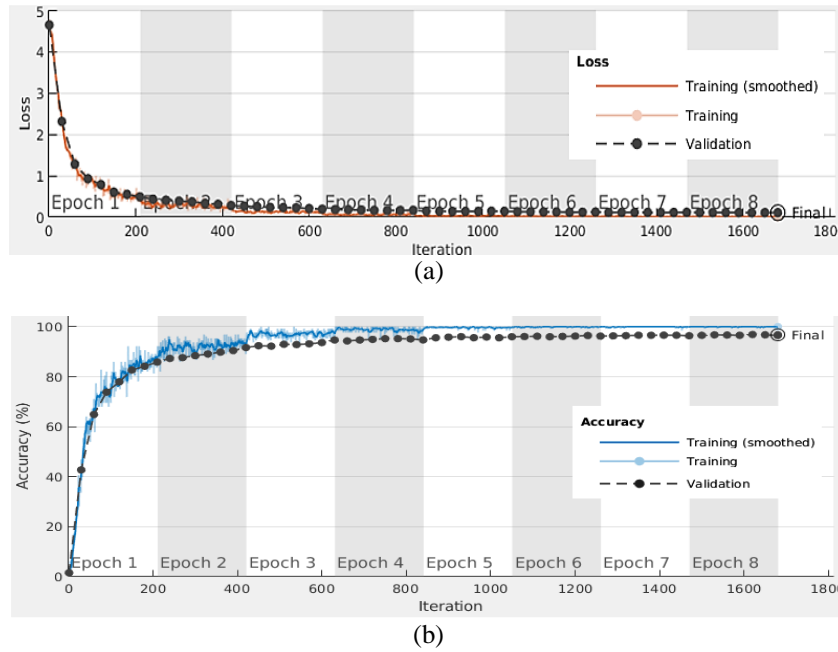 5
4
3
2
1
0
Loss
Loss
Training (smoothed)
Training
Validation
Epoch 1 Epoch 2 Epoch 3 Epoch 4 Epoch 5 Epoch 6 Epoch 7 Epoch 8
Final
0 200 400 600 800 1000 1200 1400 1600 180
Iteration
(a)
100
80
60
40
20
0
Accuracy (%)
Final
Accuracy
Training (smoothed)
Training
Validation
Epoch 1 Epoch 2 Epoch 3 Epoch 4 Epoch 5 Epoch 6 Epoch 7 Epoch 8
0 200 400 600 800 1000 1200 1400 1600 180
Iteration
(b)